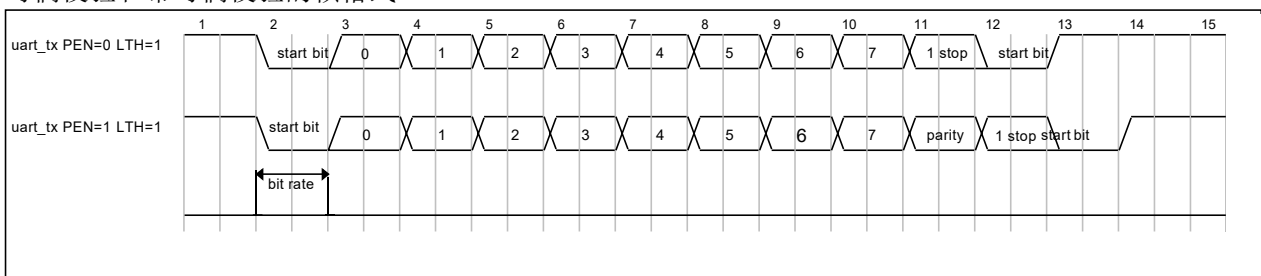 1 2 3 4 5 6 7 8 9 10 11 12 13 14 15
uart_tx PEN=0 LTH=1 start bit 0 1 2 3 4 5 6 7 1 stop start bit
uart_tx PEN=1 LTH=1 start bit 0 1 2 3 4 5 6 7 parity 1 stop start bit
bit rate